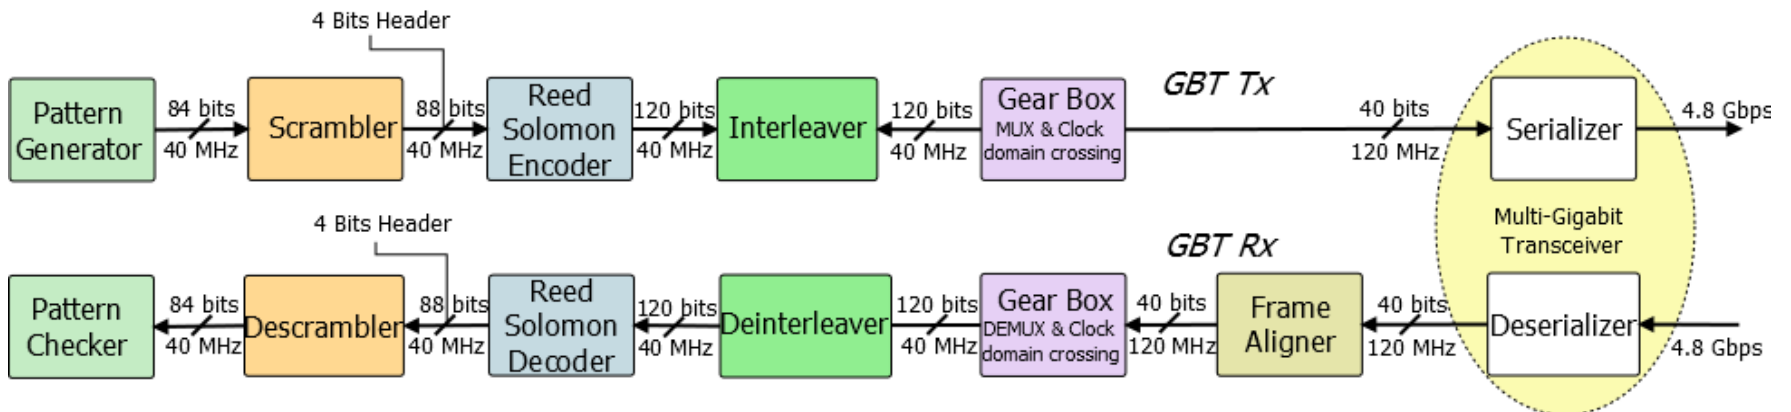 4 Bits Header
Pattern
Generator
84 bits
40 MHz
Scrambler
88 bits
40 MHz
Reed
Solomon
Encoder
120 bits
40 MHz
Interleaver
120 bits
40 MHz
Gear Box
MUX & Clock
domain crossing
GBT Tx
40 bits
120 MHz
Serializer
4.8 Gbps
Multi-Gigabit
Transceiver
4 Bits Header
GBT Rx
Pattern
Checker
84 bits
40 MHz
Descrambler
88 bits
40 MHz
Reed
Solomon
Decoder
120 bits
40 MHz
Deinterleaver
120 bits
40 MHz
Gear Box
DEMUX & Clock
domain crossing
40 bits
120 MHz
Frame
Aligner
40 bits
120 MHz
Deserializer
4.8 Gbps